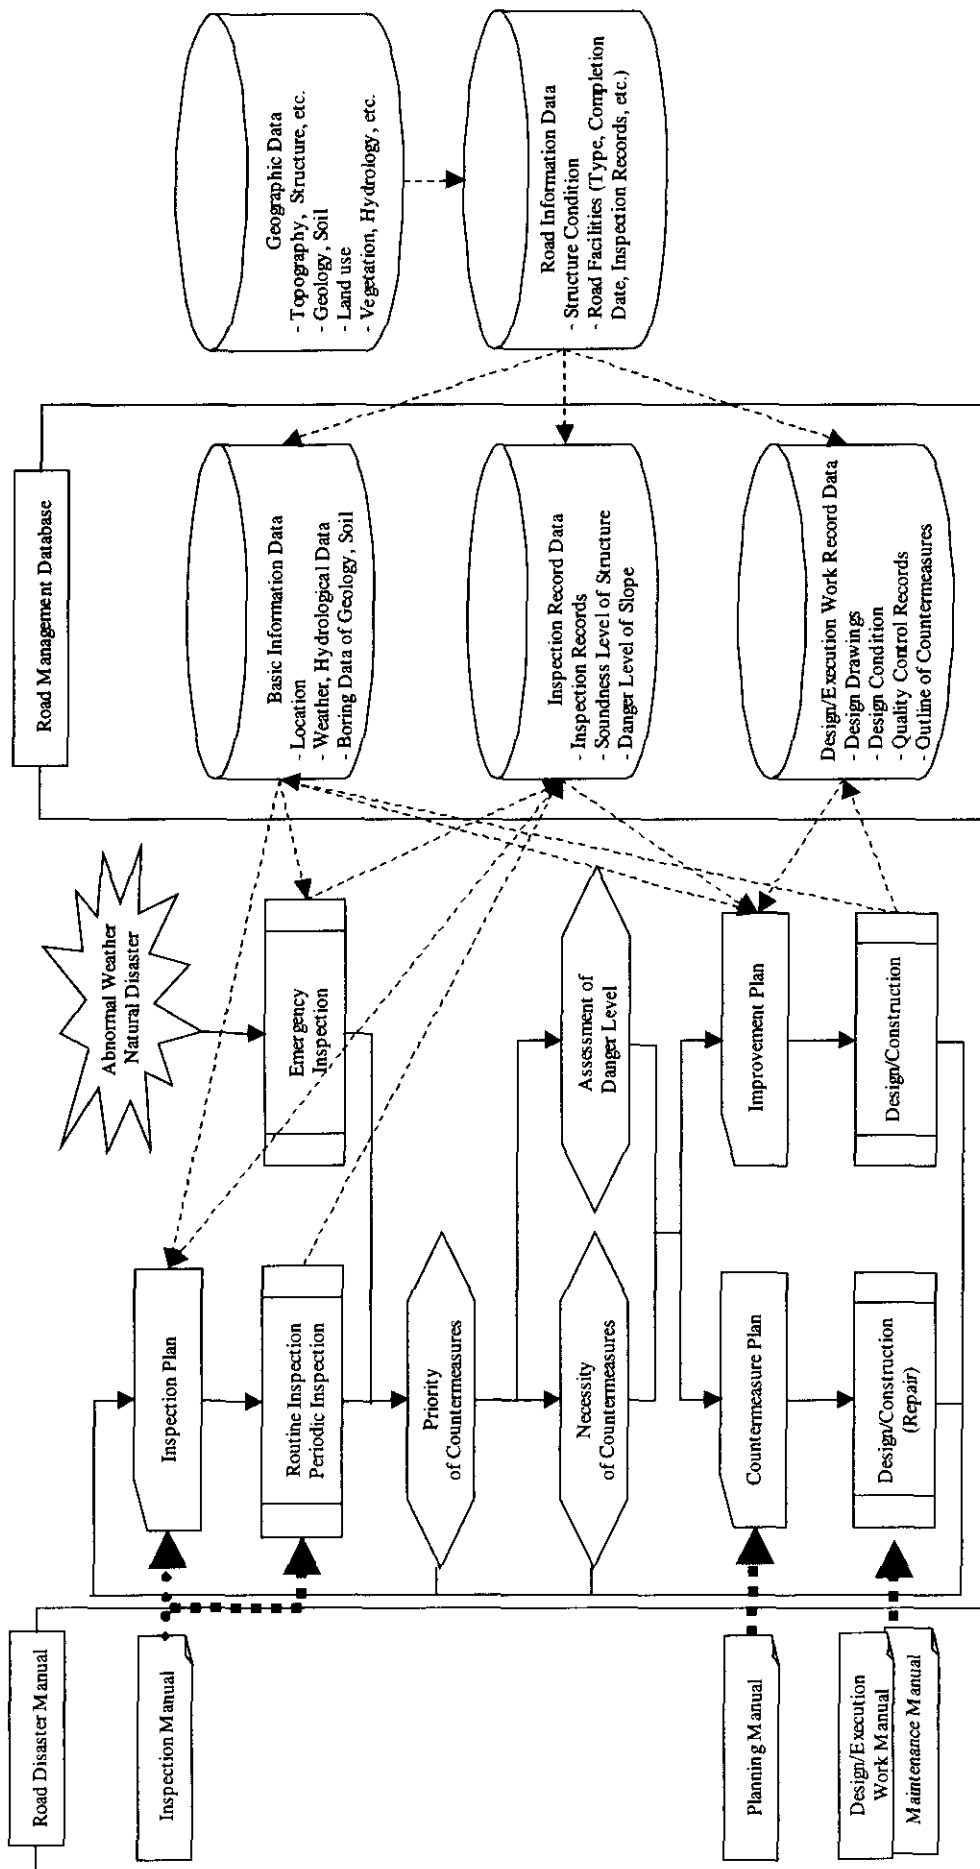 Road Disaster Manual
Inspection Manual
Planning Manual
Design/Execution
Work Manual
Maintenance Manual
Abnormal Weather
Natural Disaster
Inspection Plan
Routine Inspection
Periodic Inspection
Emergency
Inspection
Priority
of Countermeasures
Necessity
of Countermeasures
Assessment of
Danger Level
Countermeasure Plan
Improvement Plan
Design/Construction
(Repair)
Design/Construction
Road Management Database
Basic Information Data
- Location
- Weather, Hydrological Data
- Boring Data of Geology, Soil
Inspection Record Data
- Inspection Records
- Soundness Level of Structure
- Danger Level of Slope
Design/Execution Work Record Data
- Design Drawings
- Design Condition
- Quality Control Records
- Outline of Countermeasures
Geographic Data
- Topography, Structure, etc.
- Geology, Soil
- Land use
- Vegetation, Hydrology, etc.
Road Information Data
- Structure Condition
- Road Facilities (Type, Completion
Date, Inspection Records, etc.)